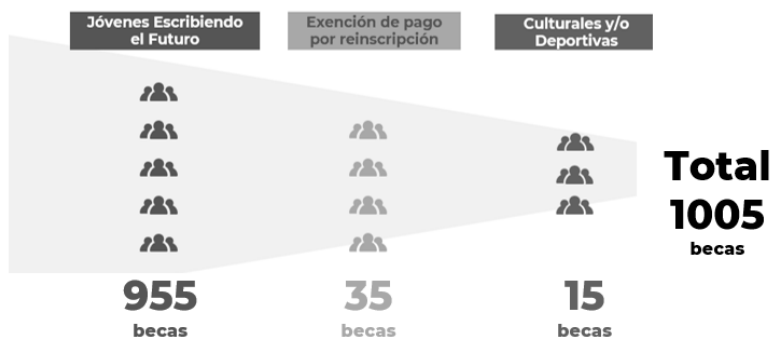 Jóvenes Escribiendo
el Futuro
Exención de pago
por reinscripción
Culturales y/o
Deportivas
Total
1005
becas
955
becas
35
becas
15
becas